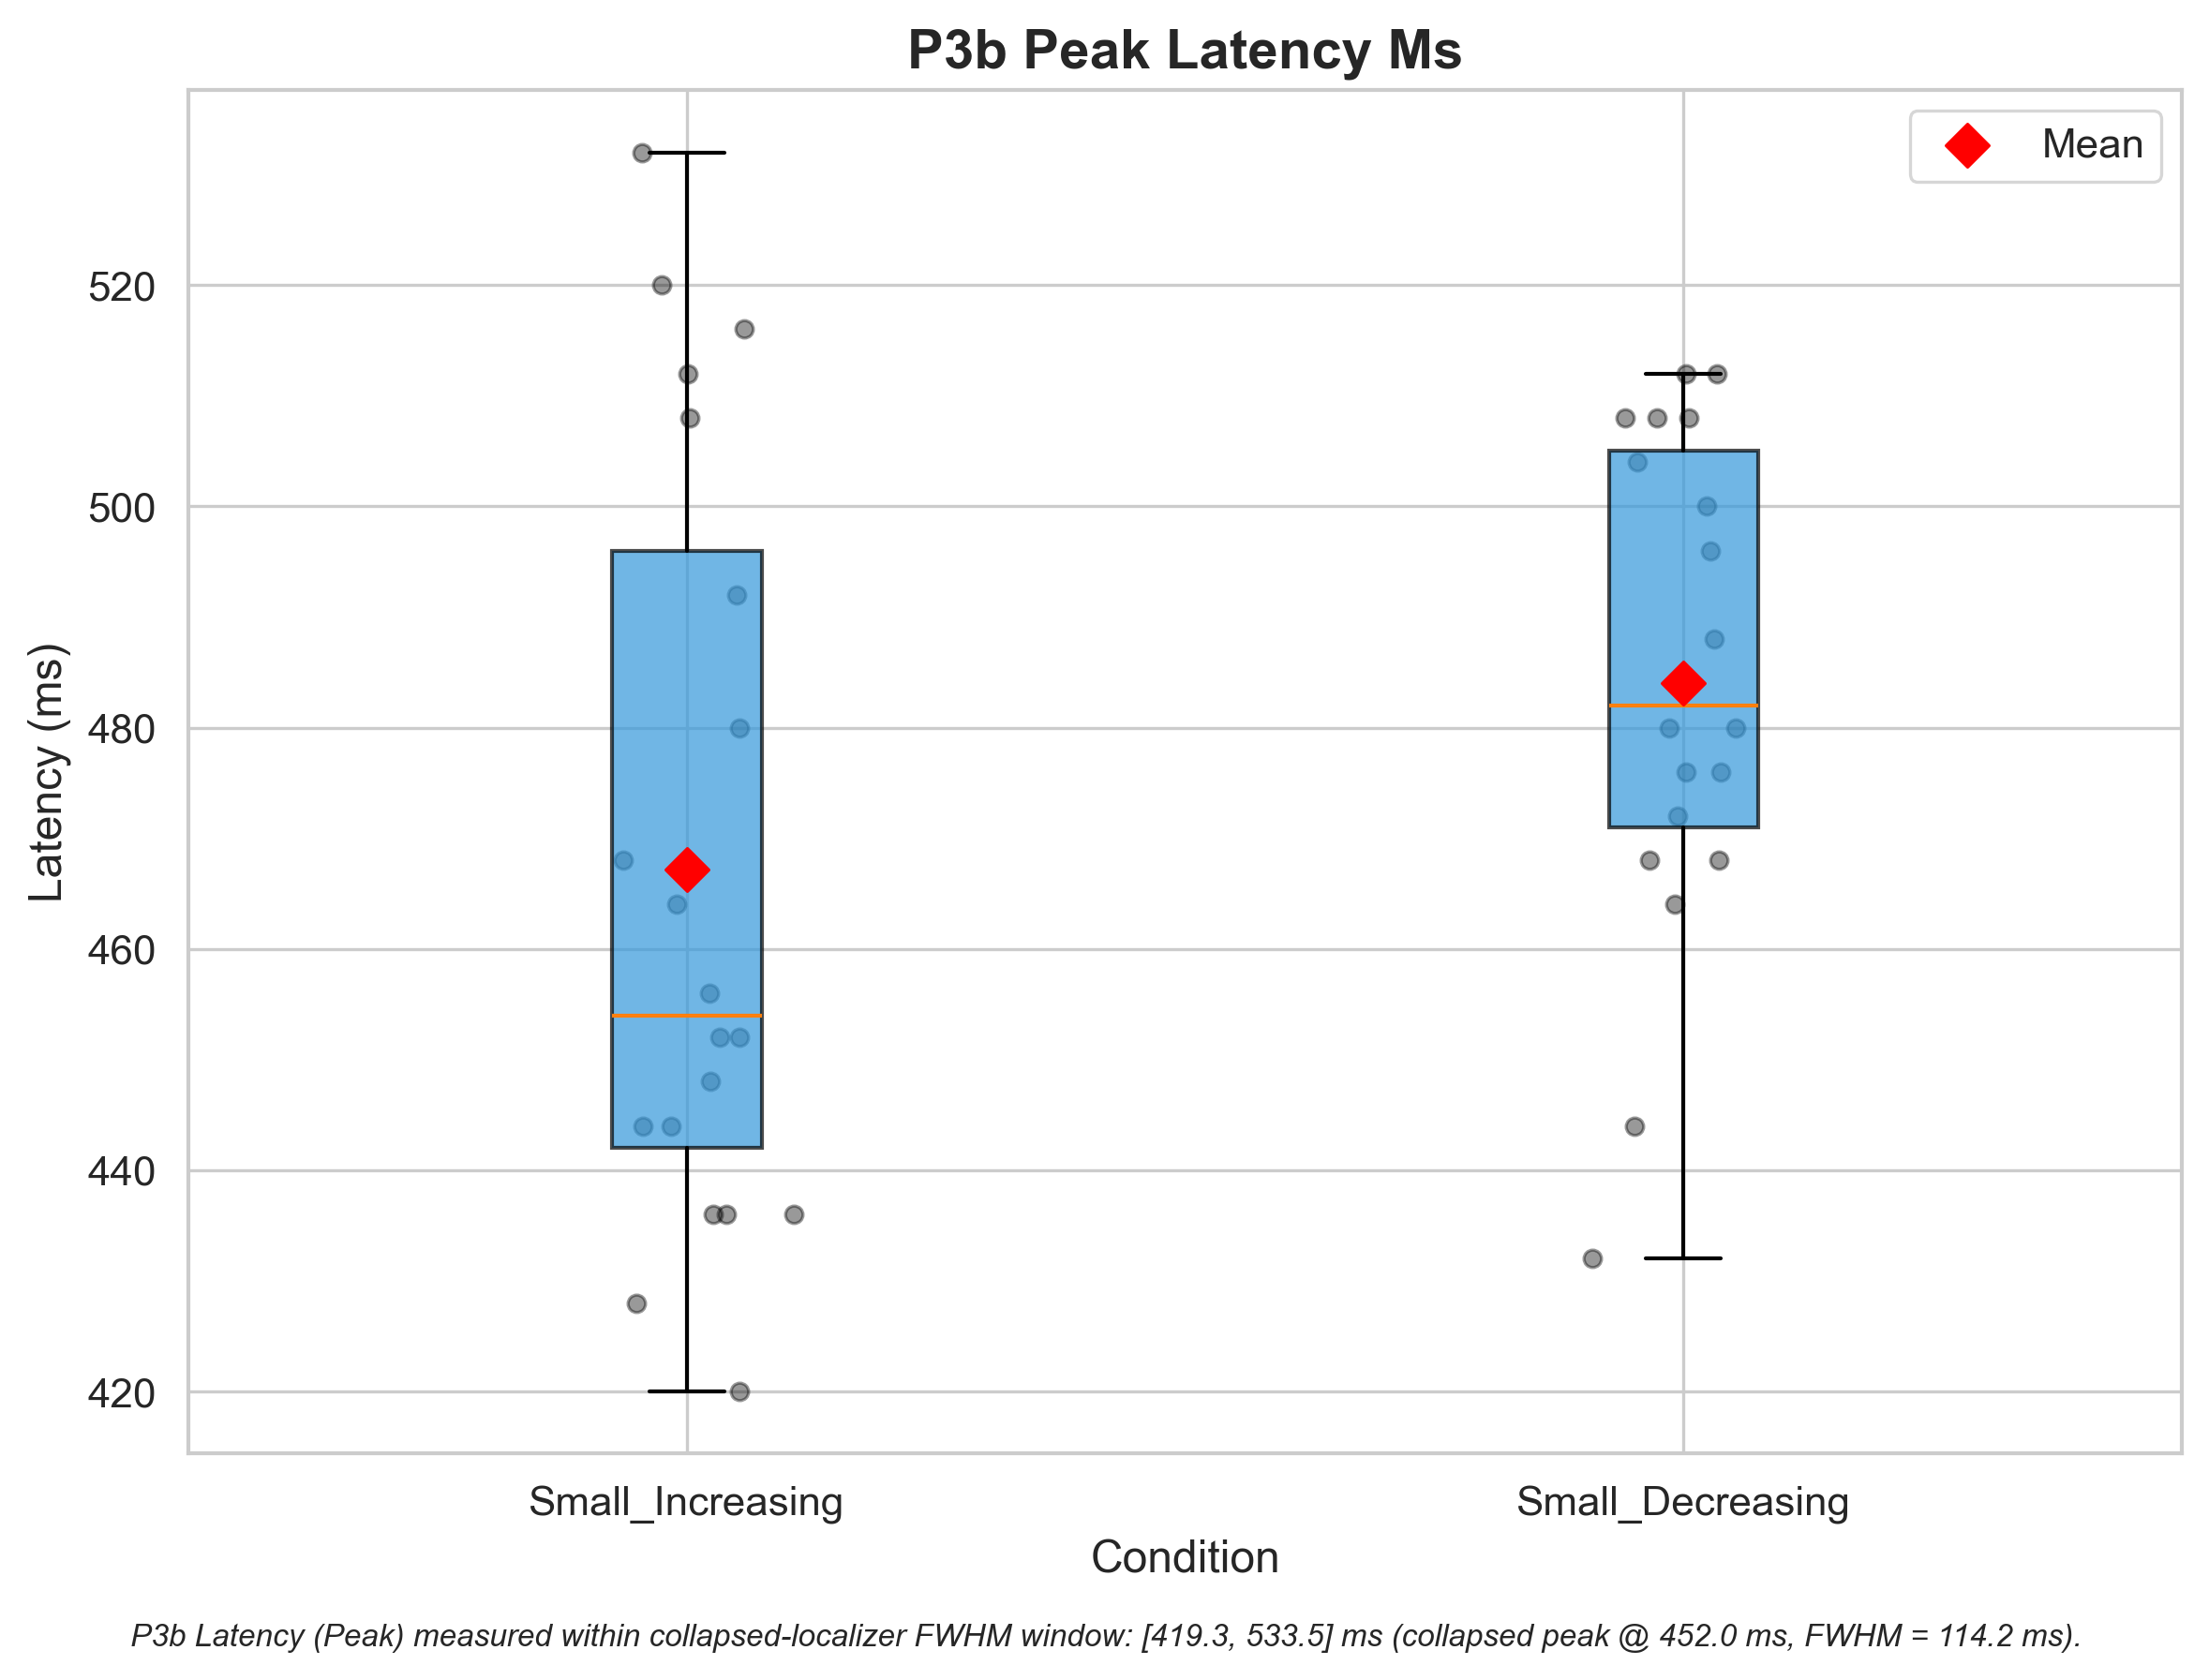 P3b Peak Latency Ms
Mean
520
500
480
460
440
420
Latency (ms)
Small_Increasing
Small_Decreasing
Condition
P3b Latency (Peak) measured within collapsed-localizer FWHM window: [419.3, 533.5] ms (collapsed peak @ 452.0 ms, FWHM = 114.2 ms).